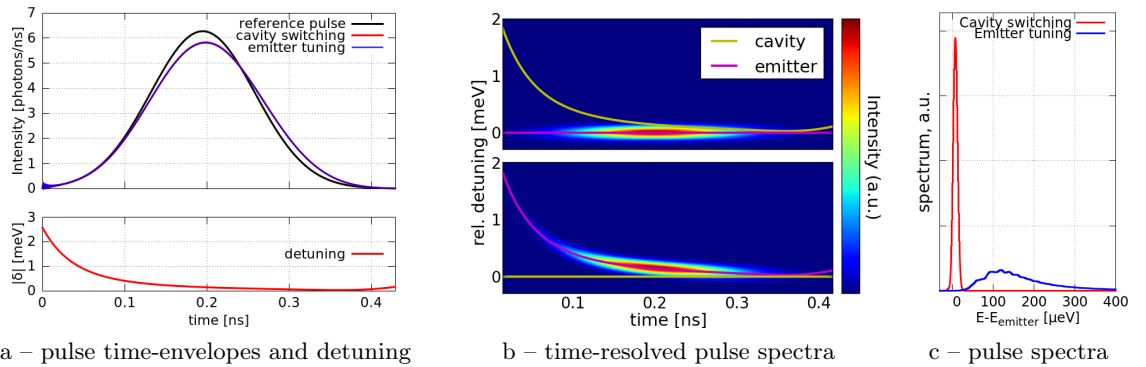 Intensity [photons/ns]
7
6
5
4
3
2
1
0
reference pulse
cavity switching
emitter tuning
|δ| [meV]
3
2
1
0
detuning
0 0.1 0.2 0.3 0.4
time [ns]
a – pulse time-envelopes and detuning
rel. detuning [meV]
2
1
0
cavity
emitter
2
1
0
0.1 0.2 0.3 0.4
time [ns]
Intensity (a.u.)
b – time-resolved pulse spectra
spectrum, a.u.
Cavity switching
Emitter tuning
0 100 200 300 400
E-Eemitter [μeV]
c – pulse spectra